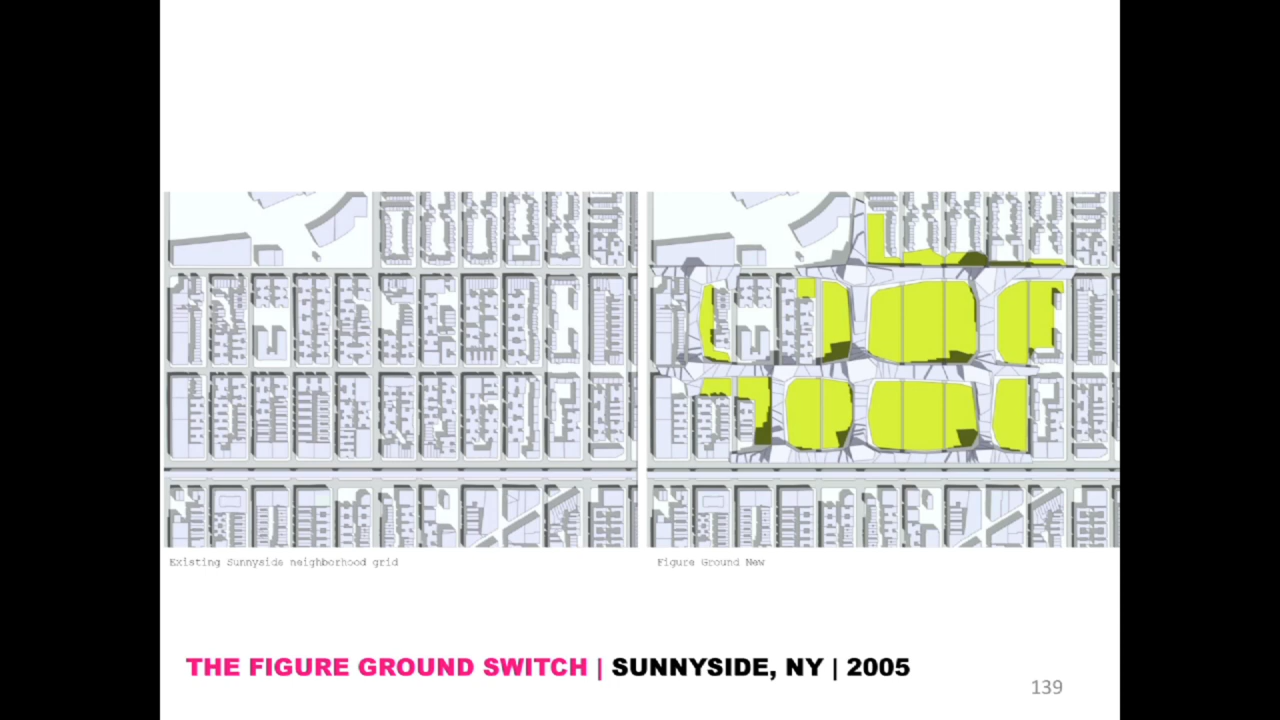 Existing Sunnyside neighborhood grid
Figure Ground New
THE FIGURE GROUND SWITCH | SUNNYSIDE, NY | 2005
139